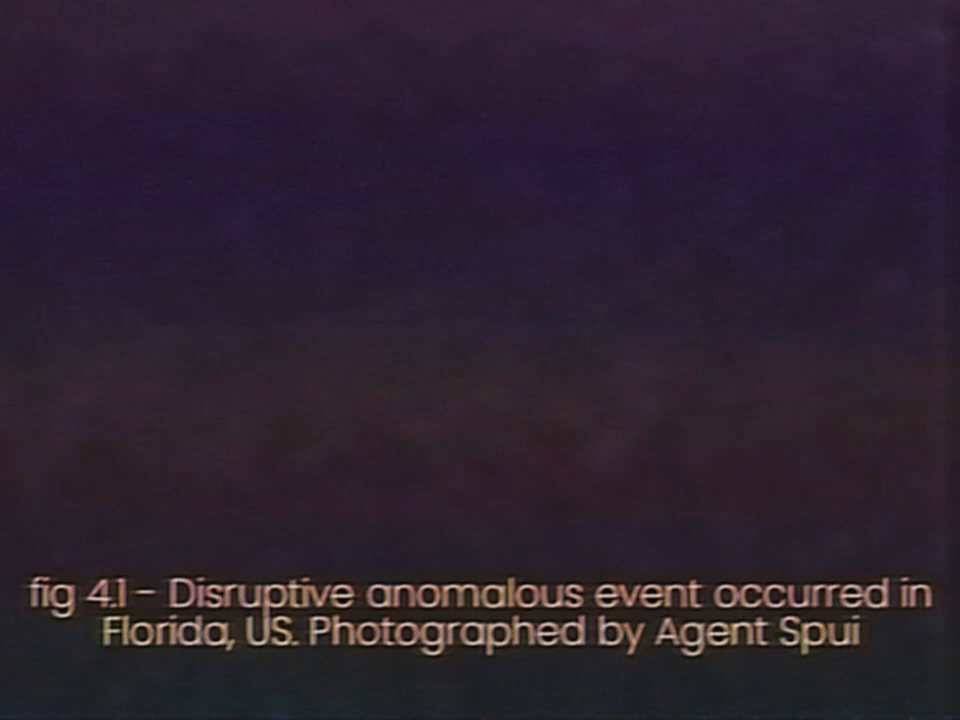 fig 4.1 - Disruptive anomalous event occurred in
Florida, US. Photographed by Agent Spui